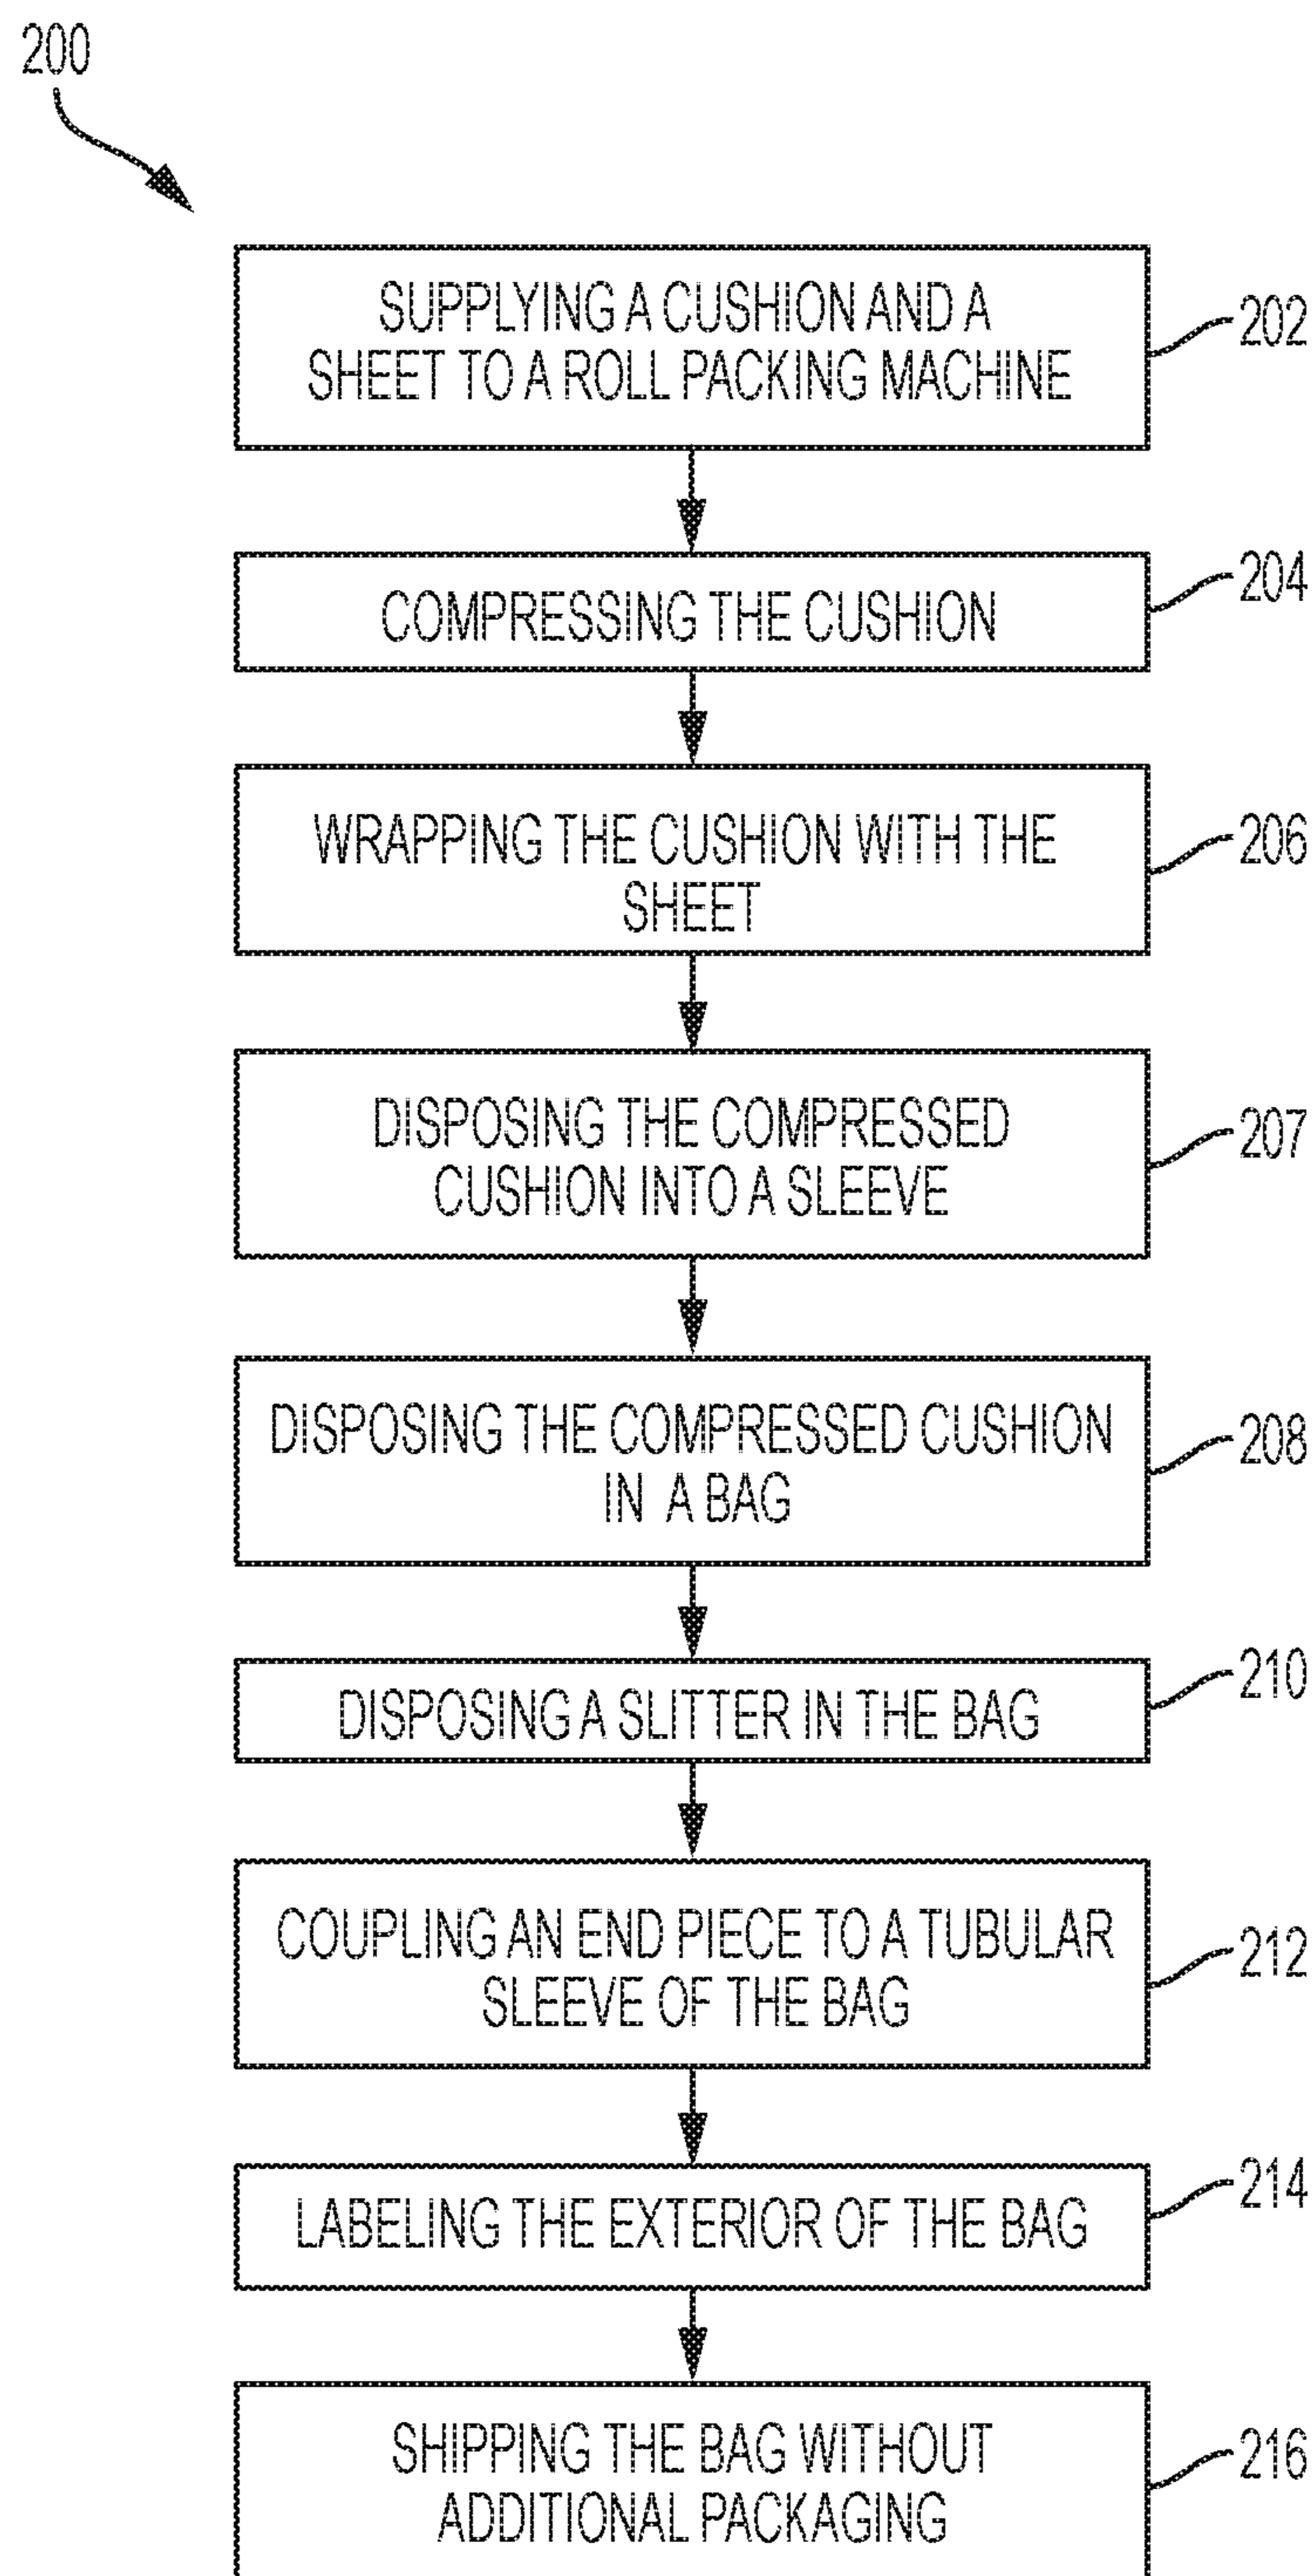 200
SUPPLYING A CUSHION AND A
SHEET TO A ROLL PACKING MACHINE
202
COMPRESSING THE CUSHION
204
WRAPPING THE CUSHION WITH THE
SHEET
206
DISPOSING THE COMPRESSED
CUSHION INTO A SLEEVE
207
DISPOSING THE COMPRESSED CUSHION
IN A BAG
208
DISPOSING A SLITTER IN THE BAG
210
COUPLING AN END PIECE TO A TUBULAR
SLEEVE OF THE BAG
212
LABELING THE EXTERIOR OF THE BAG
214
SHIPPING THE BAG WITHOUT
ADDITIONAL PACKAGING
216